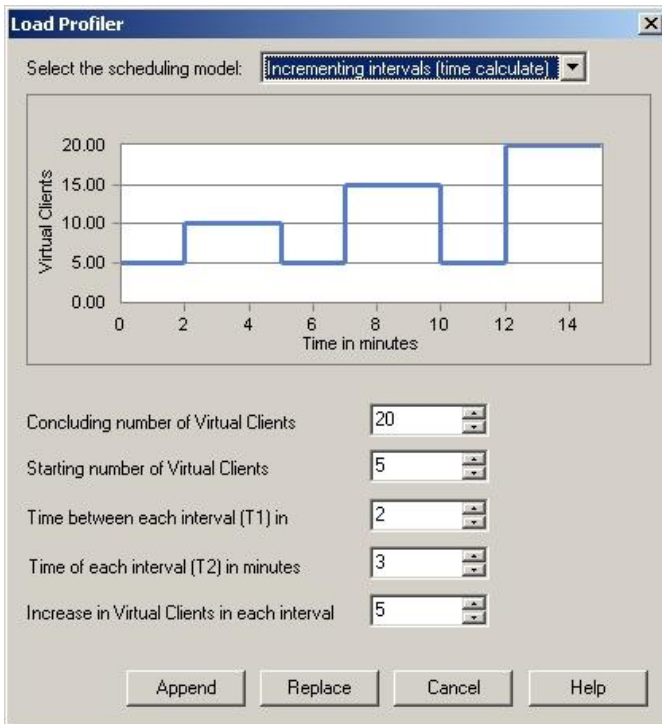 Load Profiler
Select the scheduling model: Incrementing intervals (time calculate)
Virtual Clients
20.00
15.00
10.00
5.00
0.00
0 2 4 6 8 10 12 14
Time in minutes
Concluding number of Virtual Clients 20
Starting number of Virtual Clients 5
Time between each interval (T1) in 2
Time of each interval (T2) in minutes 3
Increase in Virtual Clients in each interval 5
Append Replace Cancel Help